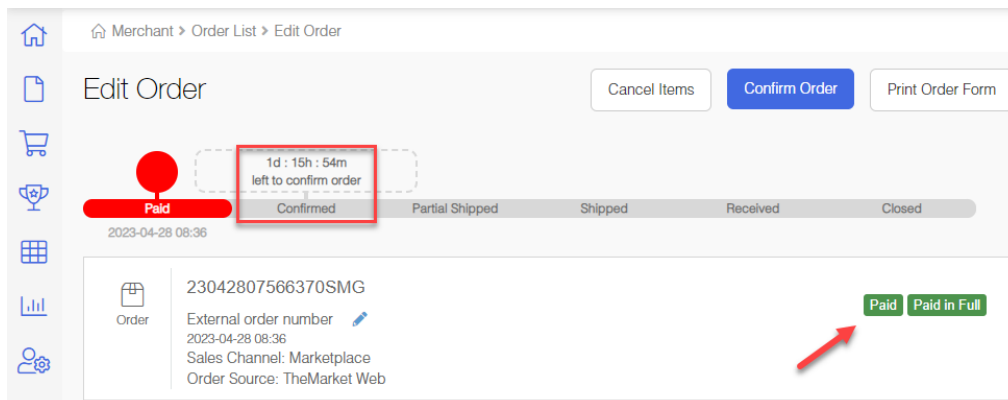 Merchant > Order List > Edit Order
Edit Order
Cancel Items
Confirm Order
Print Order Form
1d : 15h : 54m
left to confirm order
Paid
Confirmed
Partial Shipped
Shipped
Received
Closed
2023-04-28 08:36
Order
23042807566370SMG
External order number
2023-04-28 08:36
Sales Channel: Marketplace
Order Source: TheMarket Web
Paid
Paid in Full